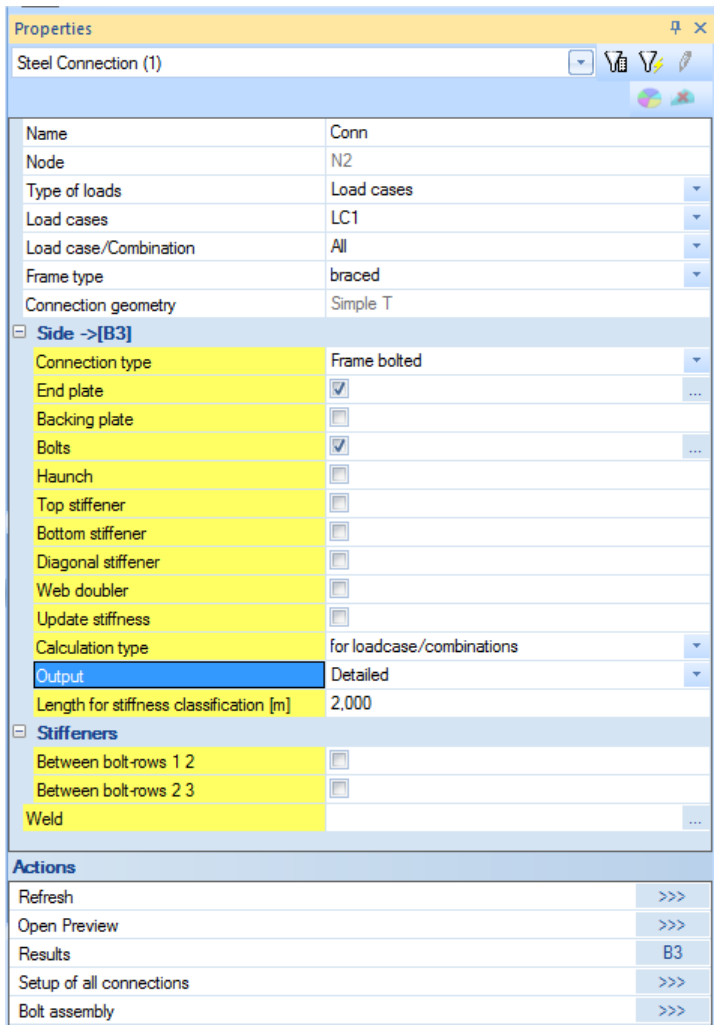 Properties
Steel Connection (1)
Name Conn
Node N2
Type of loads Load cases
Load cases LC1
Load case/Combination All
Frame type braced
Connection geometry Simple T
Side ->[B3]
Connection type Frame bolted
End plate ...
Backing plate
Bolts ...
Haunch
Top stiffener
Bottom stiffener
Diagonal stiffener
Web doubler
Update stiffness
Calculation type for loadcase/combinations
Output Detailed
Length for stiffness classification [m] 2,000
Stiffeners
Between bolt-rows 1 2
Between bolt-rows 2 3
Weld ...
Actions
Refresh >>>
Open Preview >>>
Results B3
Setup of all connections >>>
Bolt assembly >>>